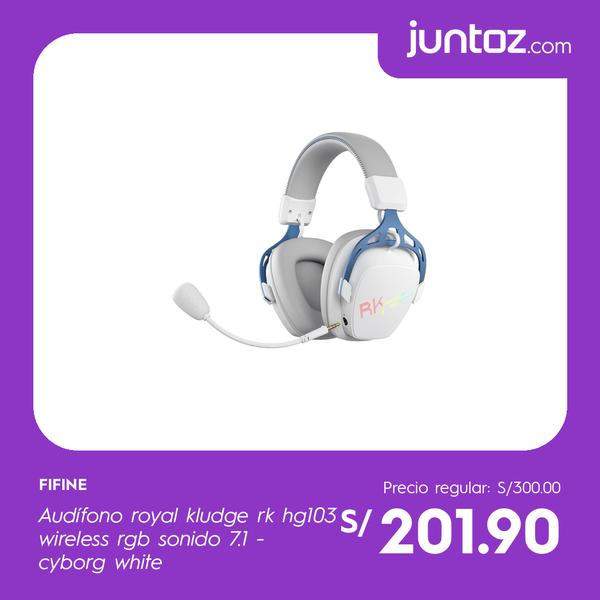 juntoz.com
RK
FIFINE
Audífono royal kludge rk hg103
wireless rgb sonido 7.1 -
cyborg white
Precio regular: S/300.00
S/ 201.90